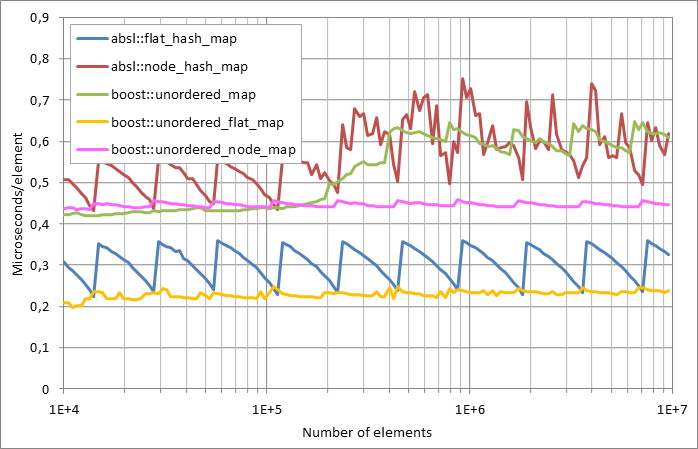 0,9
0,8
0,7
0,6
0,5
0,4
0,3
0,2
0,1
0
Microseconds/element
absl::flat_hash_map
absl::node_hash_map
boost::unordered_map
boost::unordered_flat_map
boost::unordered_node_map
1E+4 1E+5 1E+6 1E+7
Number of elements